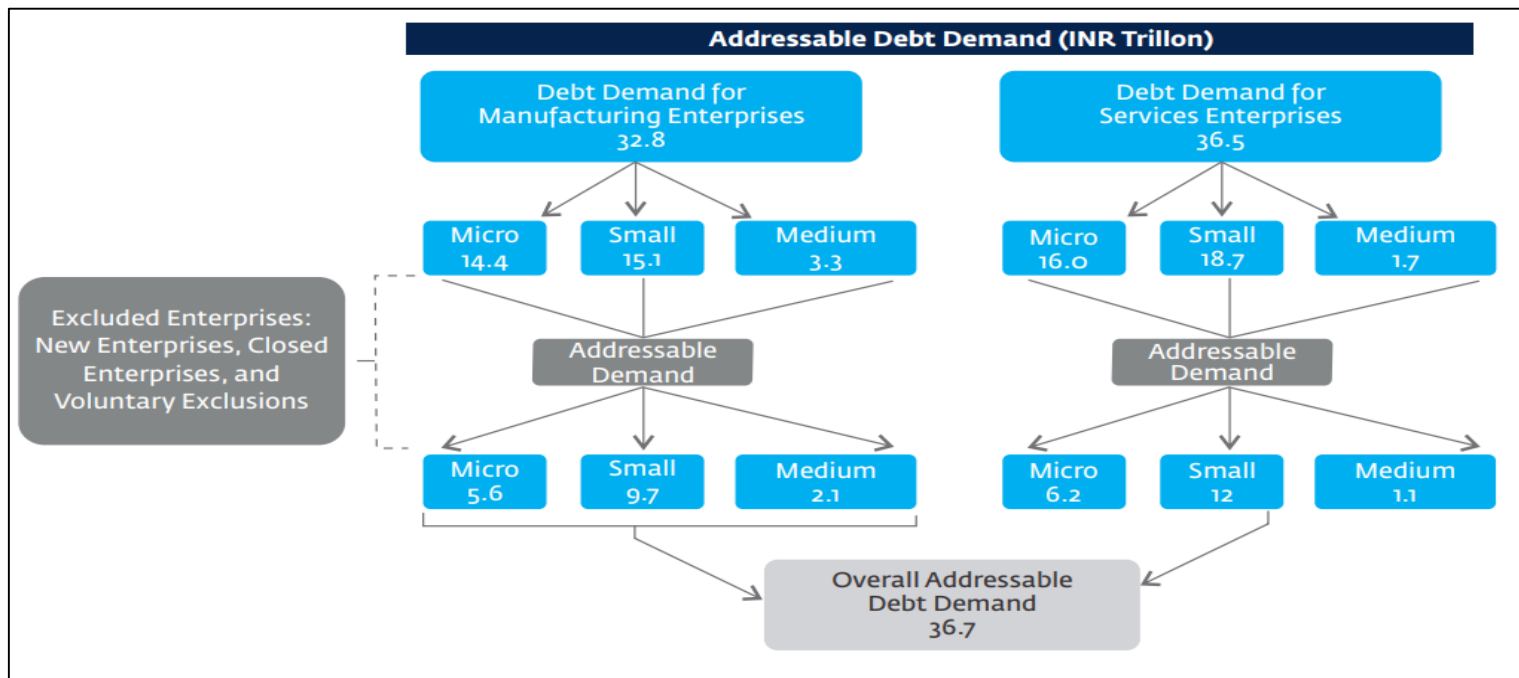 Addressable Debt Demand (INR Trillon)
Debt Demand for
Manufacturing Enterprises
32.8
Debt Demand for
Services Enterprises
36.5
Micro
14.4
Small
15.1
Medium
3.3
Micro
16.0
Small
18.7
Medium
1.7
Excluded Enterprises:
New Enterprises, Closed
Enterprises, and
Voluntary Exclusions
Addressable
Demand
Addressable
Demand
Micro
5.6
Small
9.7
Medium
2.1
Micro
6.2
Small
12
Medium
1.1
Overall Addressable
Debt Demand
36.7